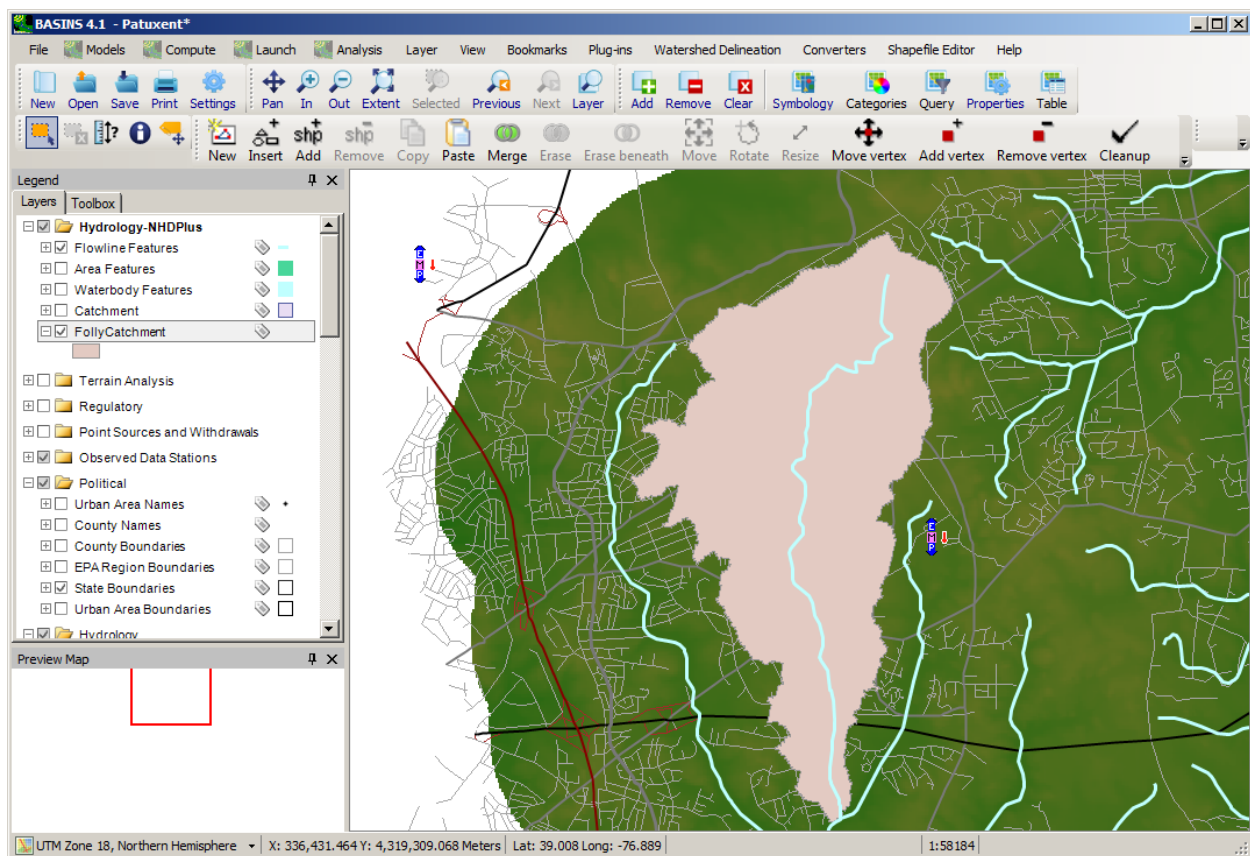 BASINS 4.1 - Patuxent*
File Models Compute Launch Analysis Layer View Bookmarks Plug-ins Watershed Delineation Converters Shapefile Editor Help
New Open Save Print Settings Pan In Out Extent Selected Previous Next Layer Add Remove Clear Symbology Categories Query Properties Table
shp shp
New Insert Add Remove Copy Paste Merge Erase Erase beneath Move Rotate Resize Move vertex Add vertex Remove vertex Cleanup
Legend
Layers Toolbox
Hydrology-NHDPlus
Flowline Features
Area Features
Waterbody Features
Catchment
FollyCatchment
Terrain Analysis
Regulatory
Point Sources and Withdrawals
Observed Data Stations
Political
Urban Area Names
County Names
County Boundaries
EPA Region Boundaries
State Boundaries
Urban Area Boundaries
Hydrology
Preview Map
EMP
EMP
UTM Zone 18, Northern Hemisphere X: 336,431.464 Y: 4,319,309.068 Meters Lat: 39.008 Long: -76.889 1:58184